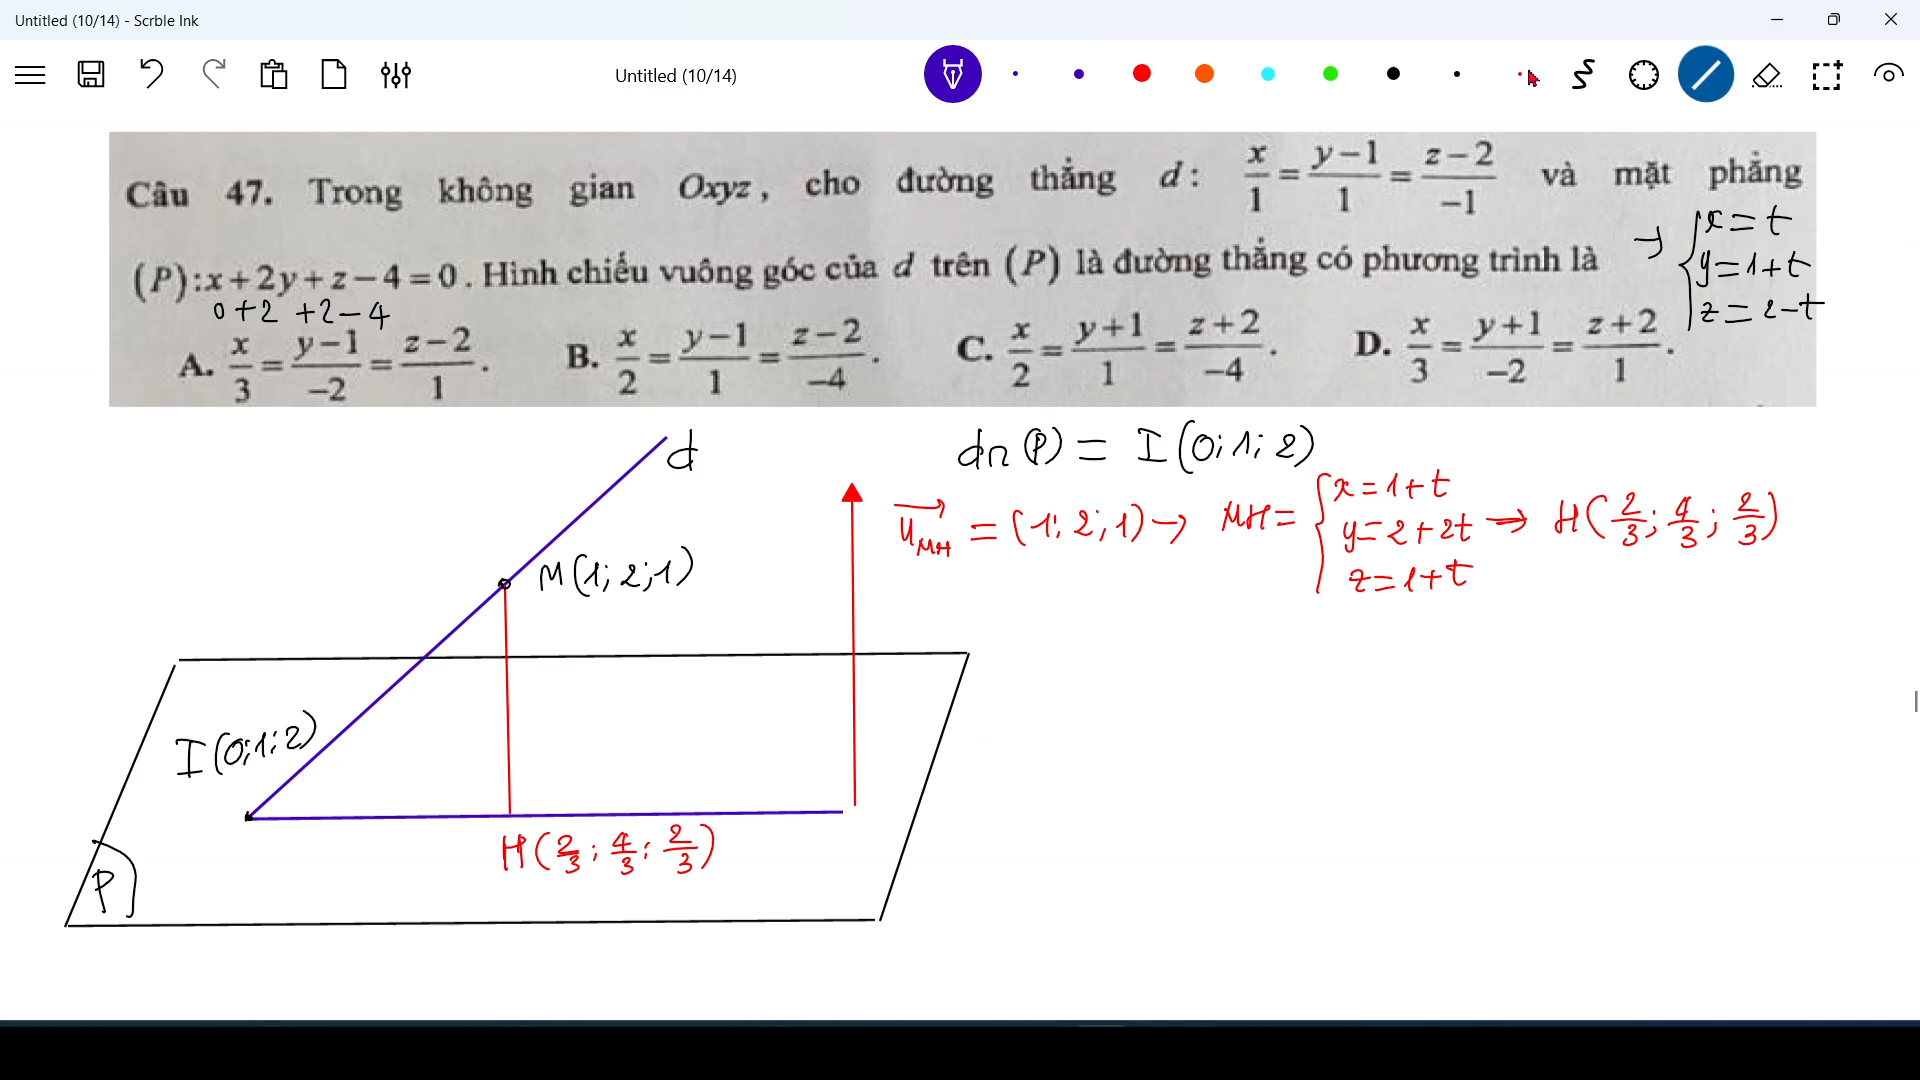 Untitled (10/14) - Scrble Ink
Untitled (10/14)
Câu 47. Trong không gian Oxyz, cho đường thẳng d: x/1 = (y−1)/1 = (z−2)/−1 và mặt phẳng
→ { x = t
y = 1+t
z = 2−t
(P): x + 2y + z − 4 = 0. Hình chiếu vuông góc của d trên (P) là đường thẳng có phương trình là
0 + 2 + 2 − 4
A. x/3 = (y−1)/−2 = (z−2)/1. B. x/2 = (y−1)/1 = (z−2)/−4. C. x/2 = (y+1)/1 = (z+2)/−4. D. x/3 = (y+1)/−2 = (z+2)/1.
d
d∩(P) = I(0; 1; 2)
u_MH = (1; 2; 1) → MH = { x = 1+t
y = 2+2t → H(2/3; 4/3; 2/3)
z = 1+t
M(1; 2; 1)
I(0; 1; 2)
H(2/3; 4/3; 2/3)
P)